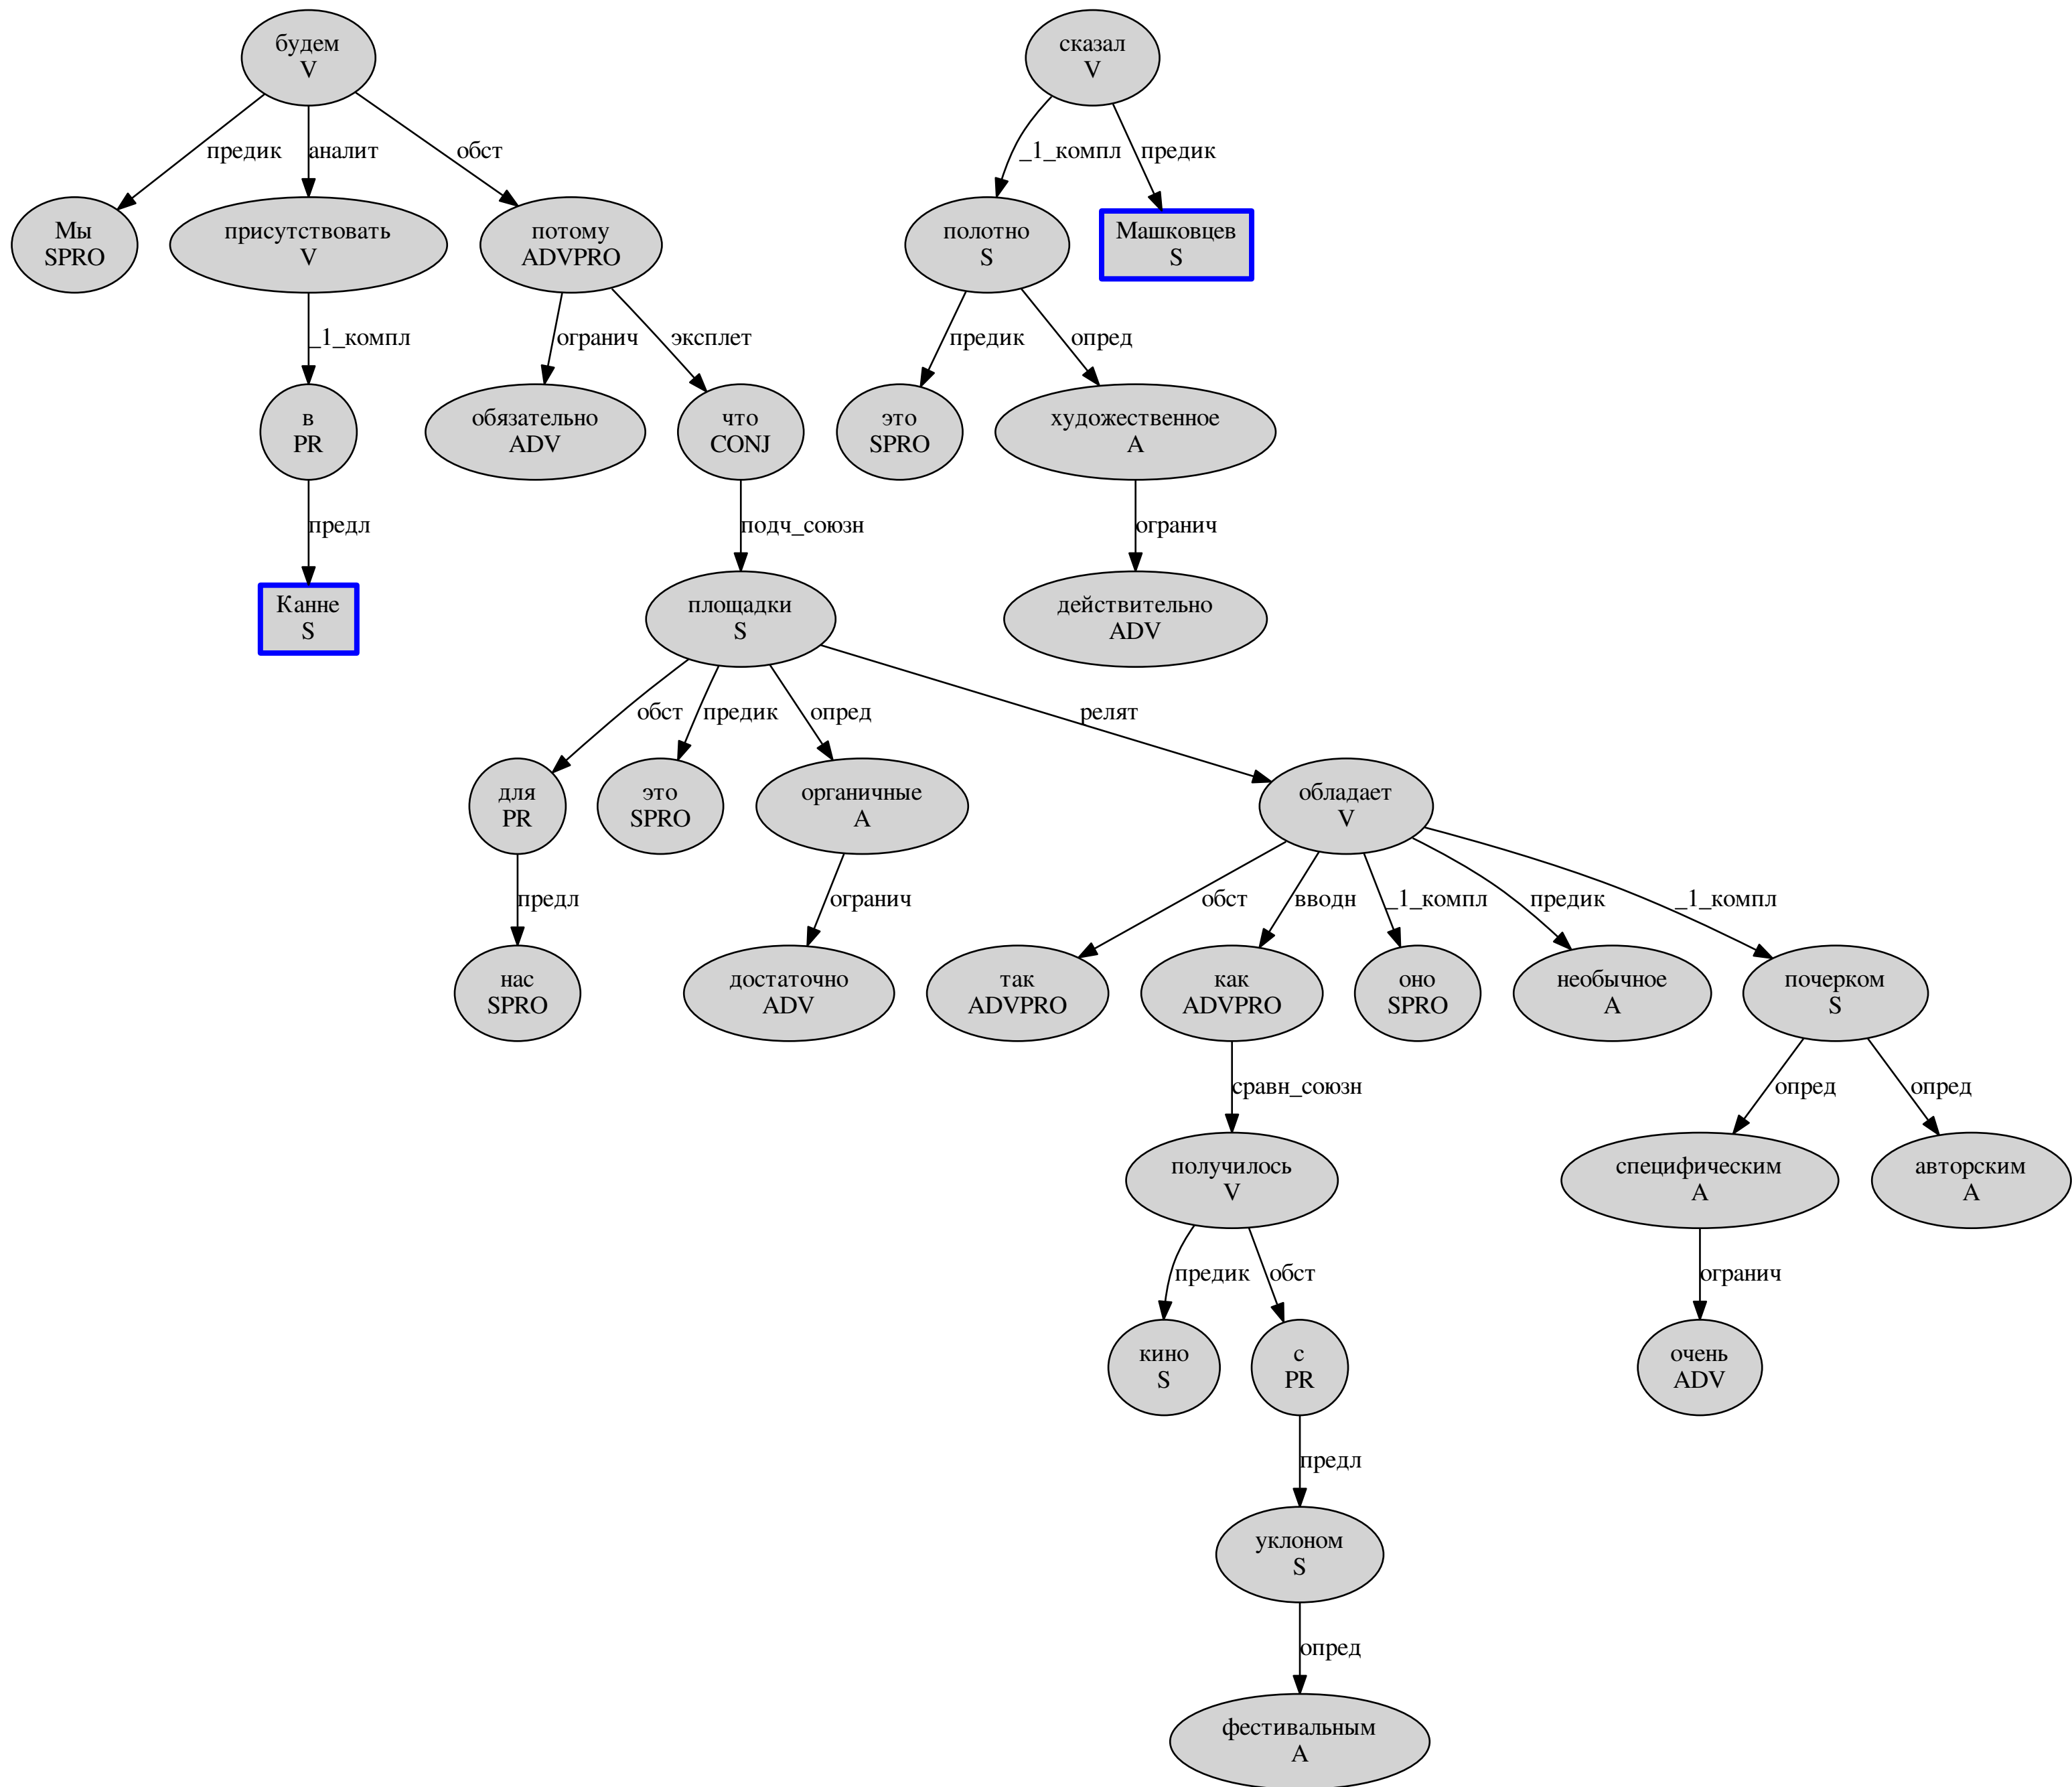 будем
V
сказал
V
предик
аналит
обст
_1_компл
предик
Мы
SPRO
присутствовать
V
потому
ADVPRO
полотно
S
Машковцев
S
_1_компл
огранич
эксплет
предик
опред
в
PR
обязательно
ADV
что
CONJ
это
SPRO
художественное
A
предл
подч_союзн
огранич
Канне
S
площадки
S
действительно
ADV
обст
предик
опред
релят
для
PR
это
SPRO
органичные
A
обладает
V
предл
огранич
обст
вводн
_1_компл
предик
_1_компл
нас
SPRO
достаточно
ADV
так
ADVPRO
как
ADVPRO
оно
SPRO
необычное
A
почерком
S
сравн_союзн
опред
опред
получилось
V
специфическим
A
авторским
A
предик
обст
огранич
кино
S
с
PR
очень
ADV
предл
уклоном
S
опред
фестивальным
A